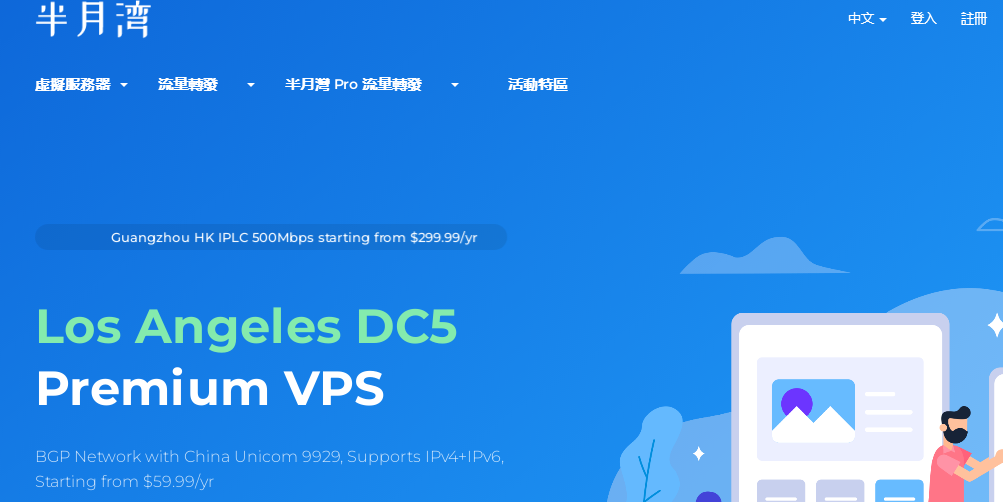 半月湾
中文 登入 註冊
虛擬服務器 流量轉發 半月灣 Pro 流量轉發 活動特區
Guangzhou HK IPLC 500Mbps starting from $299.99/yr
Los Angeles DC5
Premium VPS
BGP Network with China Unicom 9929, Supports IPv4+IPv6,
Starting from $59.99/yr